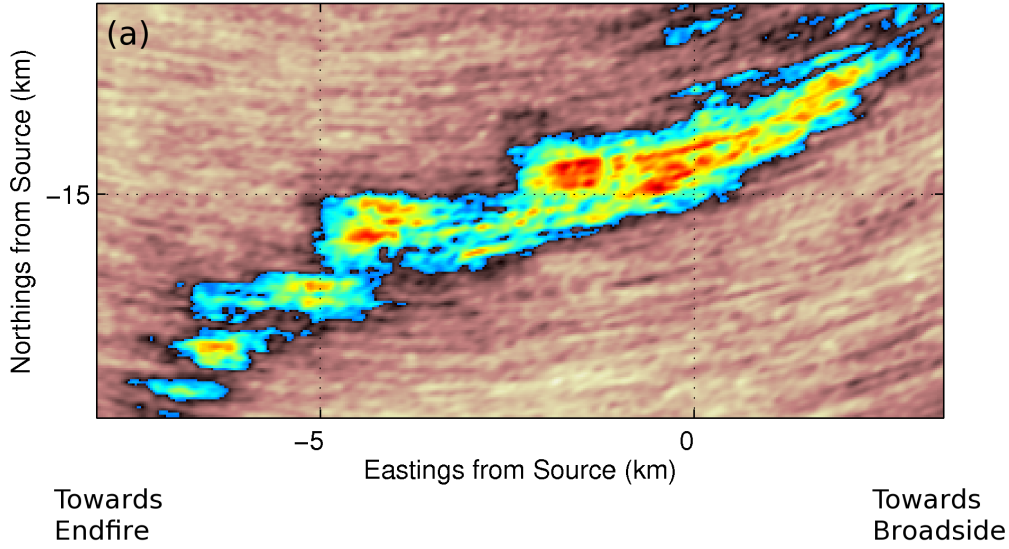 (a)
Northings from Source (km)
−15
−5
0
Eastings from Source (km)
Towards
Endfire
Towards
Broadside